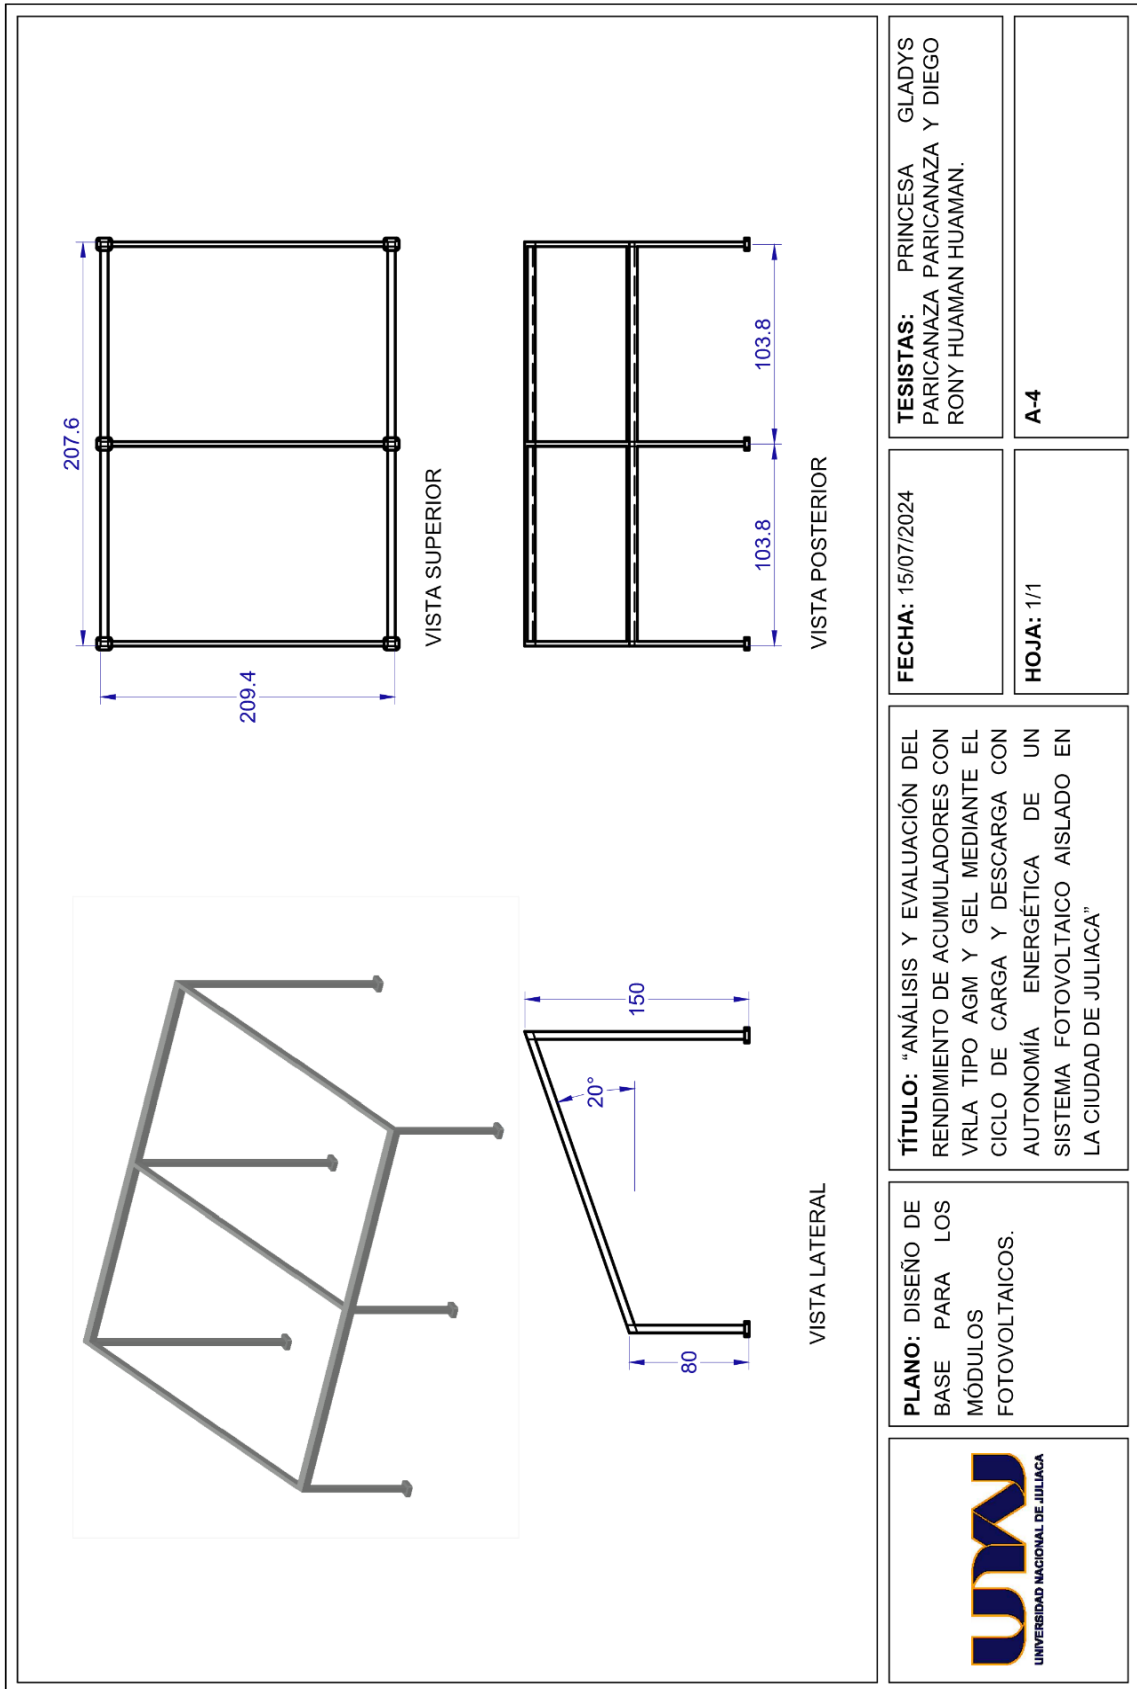 207.6
209.4
VISTA SUPERIOR
103.8
103.8
VISTA POSTERIOR
150
20°
80
VISTA LATERAL
UNIVERSIDAD NACIONAL DE JULIACA
PLANO: DISEÑO DE
BASE PARA LOS
MÓDULOS
FOTOVOLTAICOS.
TÍTULO: “ANÁLISIS Y EVALUACIÓN DEL
RENDIMIENTO DE ACUMULADORES CON
VRLA TIPO AGM Y GEL MEDIANTE EL
CICLO DE CARGA Y DESCARGA CON
AUTONOMÍA ENERGÉTICA DE UN
SISTEMA FOTOVOLTAICO AISLADO EN
LA CIUDAD DE JULIACA”
FECHA: 15/07/2024
HOJA: 1/1
TESISTAS: PRINCESA GLADYS
PARICANAZA PARICANAZA Y DIEGO
RONY HUAMAN HUAMAN.
A-4